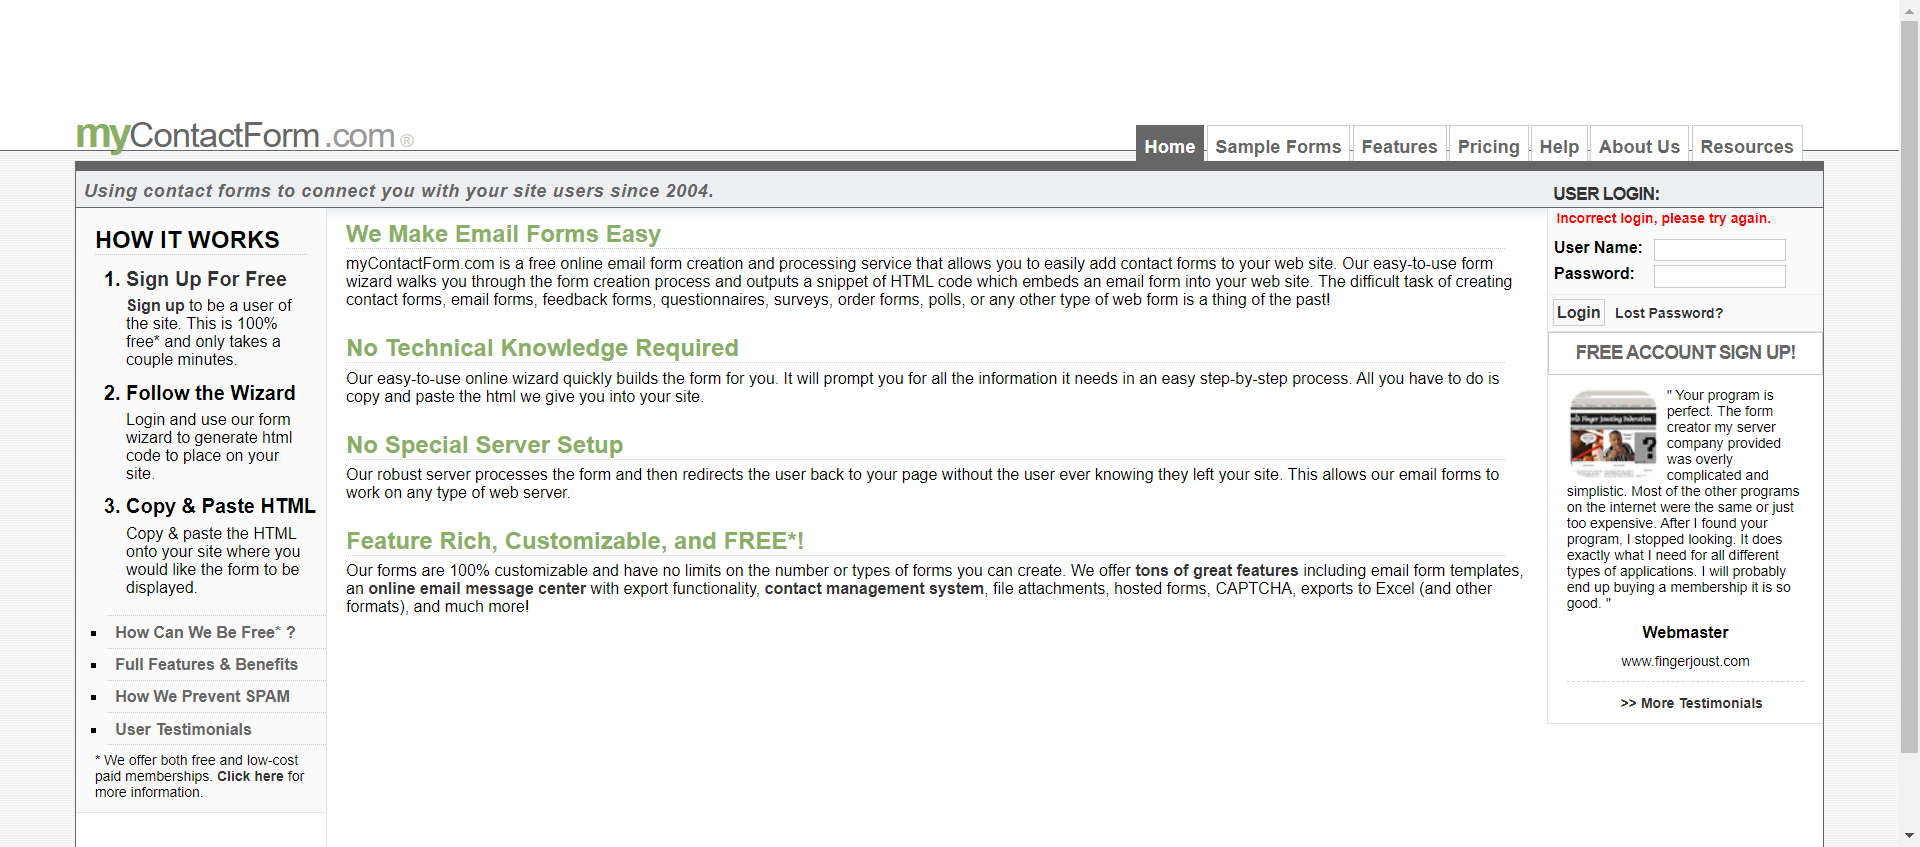 myContactForm.com ®
Home
Sample Forms
Features
Pricing
Help
About Us
Resources
Using contact forms to connect you with your site users since 2004.
HOW IT WORKS
1. Sign Up For Free
Sign up to be a user of
the site. This is 100%
free* and only takes a
couple minutes.
2. Follow the Wizard
Login and use our form
wizard to generate html
code to place on your
site.
3. Copy & Paste HTML
Copy & paste the HTML
onto your site where you
would like the form to be
displayed.
How Can We Be Free* ?
Full Features & Benefits
How We Prevent SPAM
User Testimonials
* We offer both free and low-cost
paid memberships. Click here for
more information.
We Make Email Forms Easy
myContactForm.com is a free online email form creation and processing service that allows you to easily add contact forms to your web site. Our easy-to-use form
wizard walks you through the form creation process and outputs a snippet of HTML code which embeds an email form into your web site. The difficult task of creating
contact forms, email forms, feedback forms, questionnaires, surveys, order forms, polls, or any other type of web form is a thing of the past!
No Technical Knowledge Required
Our easy-to-use online wizard quickly builds the form for you. It will prompt you for all the information it needs in an easy step-by-step process. All you have to do is
copy and paste the html we give you into your site.
No Special Server Setup
Our robust server processes the form and then redirects the user back to your page without the user ever knowing they left your site. This allows our email forms to
work on any type of web server.
Feature Rich, Customizable, and FREE*!
Our forms are 100% customizable and have no limits on the number or types of forms you can create. We offer tons of great features including email form templates,
an online email message center with export functionality, contact management system, file attachments, hosted forms, CAPTCHA, exports to Excel (and other
formats), and much more!
USER LOGIN:
Incorrect login, please try again.
User Name:
Password:
Login
Lost Password?
FREE ACCOUNT SIGN UP!
ld Finger Jousting Federation
" Your program is
perfect. The form
creator my server
company provided
was overly
complicated and
simplistic. Most of the other programs
on the internet were the same or just
too expensive. After I found your
program, I stopped looking. It does
exactly what I need for all different
types of applications. I will probably
end up buying a membership it is so
good. "
Webmaster
www.fingerjoust.com
>> More Testimonials